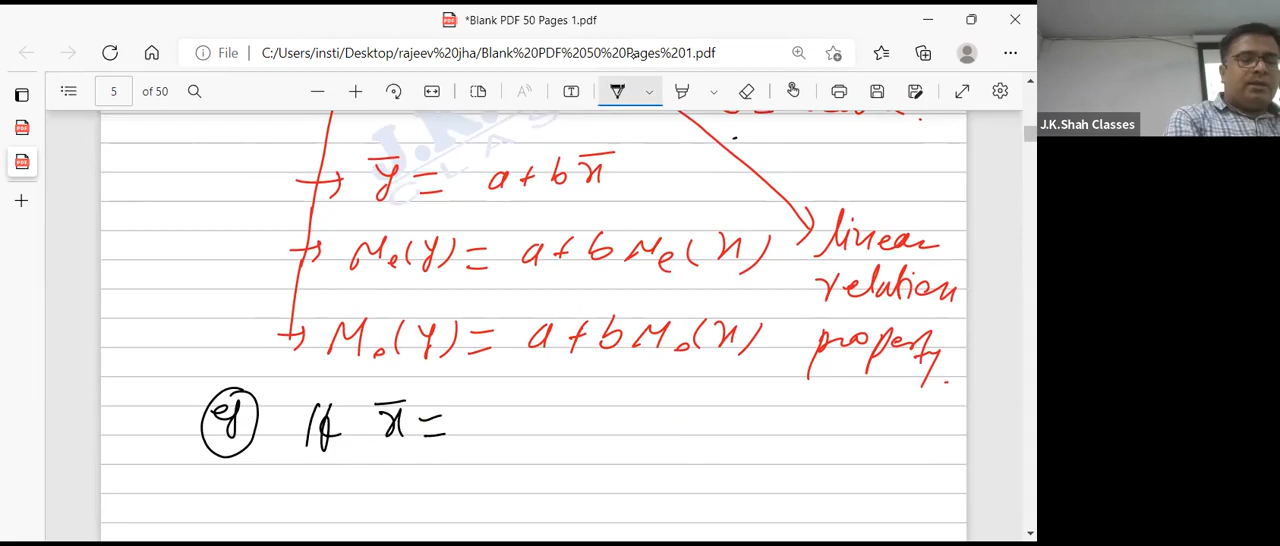 *Blank PDF 50 Pages 1.pdf
File C:/Users/insti/Desktop/rajeev%20jha/Blank%20PDF%2050%20Pages%201.pdf
5 of 50
J.K.Shah Classes
y̅ = a + b x̅
Me(y) = a + b Me(x)
linear
relation
Mo(y) = a + b Mo(x)
property.
eg If x̅ =